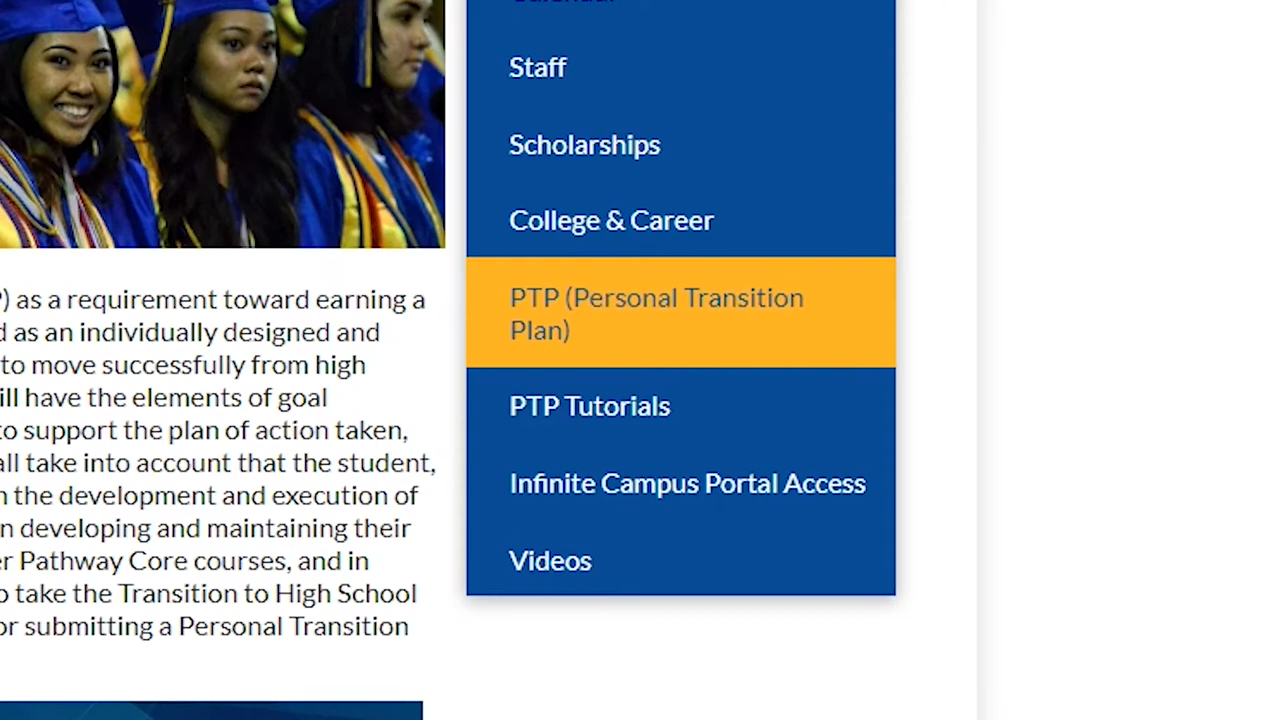 Staff
Scholarships
College & Career
PTP (Personal Transition
Plan)
PTP Tutorials
Infinite Campus Portal Access
Videos
) as a requirement toward earning a
as an individually designed and
to move successfully from high
ill have the elements of goal
to support the plan of action taken,
all take into account that the student,
the development and execution of
n developing and maintaining their
er Pathway Core courses, and in
take the Transition to High School
or submitting a Personal Transition